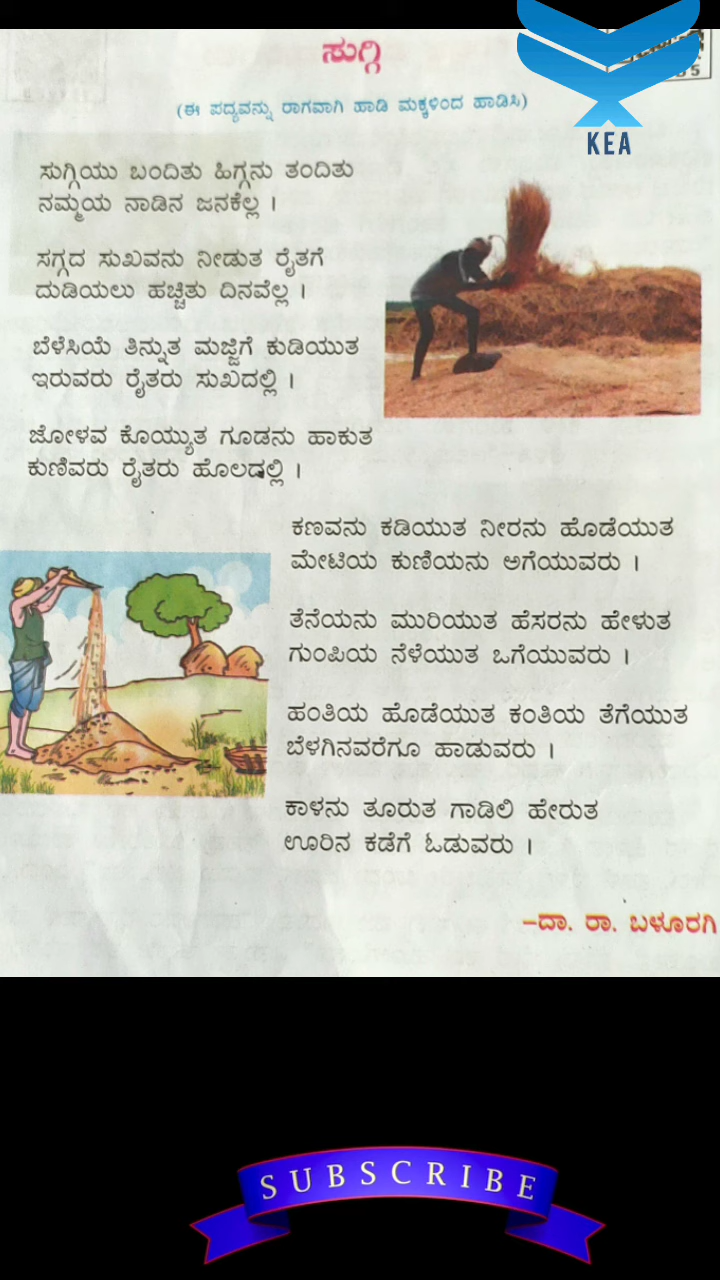 ಸುಗ್ಗಿ
(ಈ ಪದ್ಯವನ್ನು ರಾಗವಾಗಿ ಹಾಡಿ ಮಕ್ಕಳಿಂದ ಹಾಡಿಸಿ)
KEA
ಸುಗ್ಗಿಯು ಬಂದಿತು ಹಿಗ್ಗನು ತಂದಿತು
ನಮ್ಮಯ ನಾಡಿನ ಜನಕೆಲ್ಲ ।
ಸಗ್ಗದ ಸುಖವನು ನೀಡುತ ರೈತಗೆ
ದುಡಿಯಲು ಹಚ್ಚಿತು ದಿನವೆಲ್ಲ ।
ಬೆಳೆಸಿಯೆ ತಿನ್ನುತ ಮಜ್ಜಿಗೆ ಕುಡಿಯುತ
ಇರುವರು ರೈತರು ಸುಖದಲ್ಲಿ ।
ಜೋಳವ ಕೊಯ್ಯುತ ಗೂಡನು ಹಾಕುತ
ಕುಣಿವರು ರೈತರು ಹೊಲದಲ್ಲಿ ।
ಕಣವನು ಕಡಿಯುತ ನೀರನು ಹೊಡೆಯುತ
ಮೇಟಿಯ ಕುಣಿಯನು ಅಗೆಯುವರು ।
ತೆನೆಯನು ಮುರಿಯುತ ಹೆಸರನು ಹೇಳುತ
ಗುಂಪಿಯ ನೆಳೆಯುತ ಒಗೆಯುವರು ।
ಹಂತಿಯ ಹೊಡೆಯುತ ಕಂತಿಯ ತೆಗೆಯುತ
ಬೆಳಗಿನವರೆಗೂ ಹಾಡುವರು ।
ಕಾಳನು ತೂರುತ ಗಾಡಿಲಿ ಹೇರುತ
ಊರಿನ ಕಡೆಗೆ ಓಡುವರು ।
–ದಾ. ರಾ. ಬಳೂರಗಿ
SUBSCRIBE